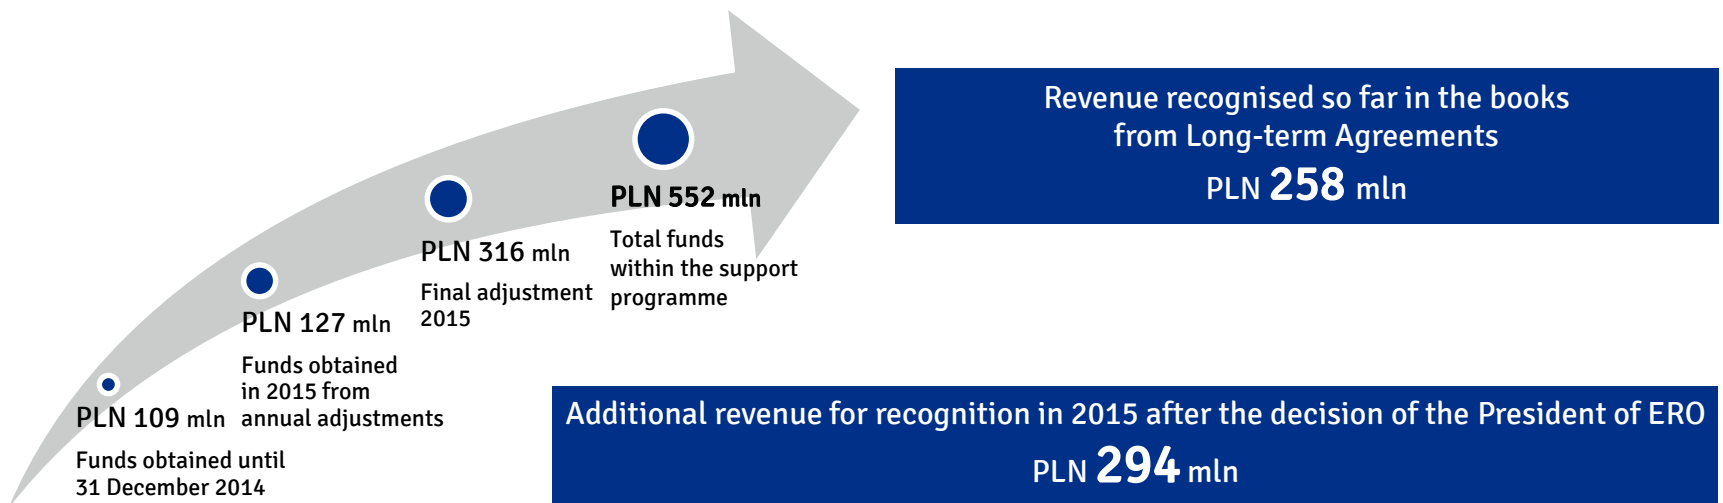 PLN 109 mln
Funds obtained until
31 December 2014
PLN 127 mln
Funds obtained
in 2015 from
annual adjustments
PLN 316 mln
Final adjustment
2015
PLN 552 mln
Total funds
within the support
programme
Revenue recognised so far in the books
from Long-term Agreements
PLN 258 mln
Additional revenue for recognition in 2015 after the decision of the President of ERO
PLN 294 mln